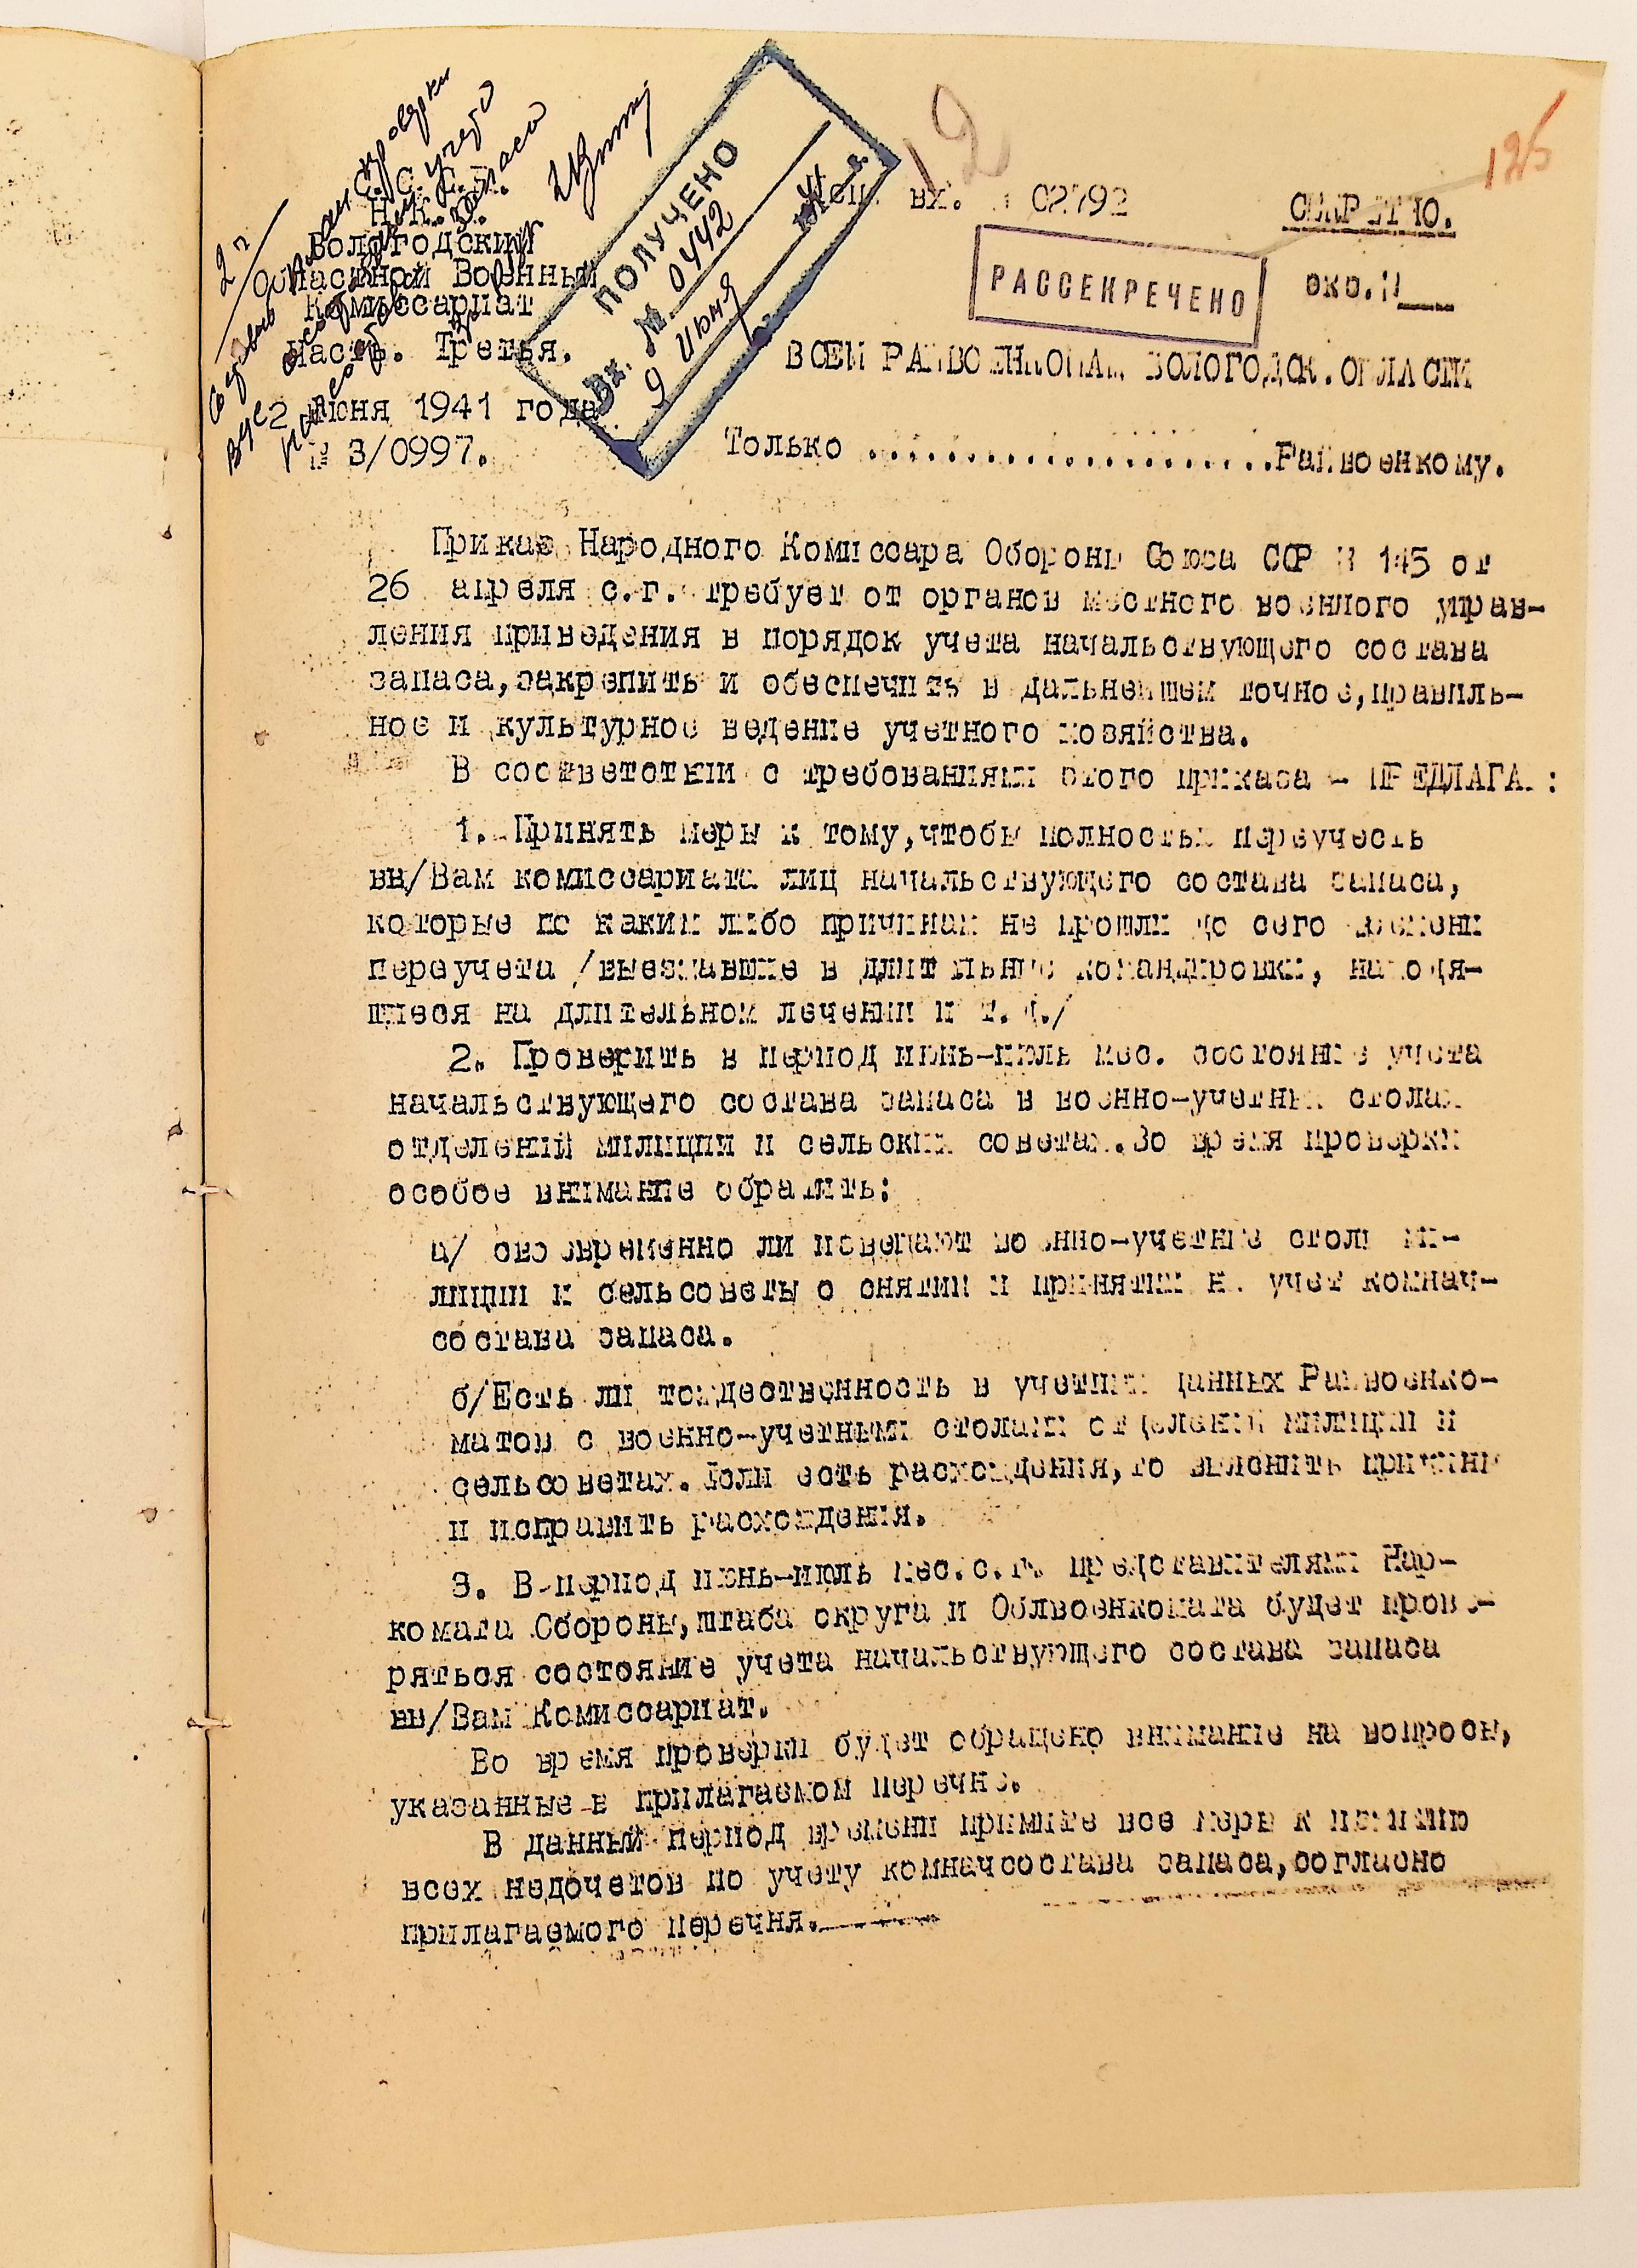 125
12
вх. 02792
СЕКРЕТНО.
РАССЕКРЕЧЕНО
экз.N
ПОЛУЧЕНО
Вх. № 0442
9 июня
С.С.С.Р.
Н.К.О.
Вологодский
Областной Военный
Комиссариат
Часть. Третья.
2 июня 1941 года
№ 3/0997.
ВСЕМ РАЙВОЕНКОМАМ ВОЛОГОДСК.ОБЛАСТИ
Только ........................Райвоенкому.
Приказ Народного Комиссара Обороны Союза ССР № 145 от
26 апреля с.г. требует от органов местного военного управ-
ления приведения в порядок учета начальствующего состава
запаса,закрепить и обеспечить в дальнейшем точное,правиль-
ное и культурное ведение учетного хозяйства.
В соответствии с требованиями этого приказа - ПРЕДЛАГАЮ:
1. Принять меры к тому,чтобы полностью переучесть
вв/Вам комиссариата лиц начальствующего состава запаса,
которые по каким либо причинам не прошли до сего времени
переучета /выезжавшие в длительные командировки, находя-
щиеся на длительном лечении и т.д./
2. Проверить в период июнь-июль мес. состояние учета
начальствующего состава запаса в военно-учетных столах
отделений милиции и сельских советах.Во время проверки
особое внимание обратить:
а/ своевременно ли извещают военно-учетные столы ми-
лиции и сельсоветы о снятии и принятии на учет комнач-
состава запаса.
б/Есть ли тождественность в учетных данных Райвоенко-
матов с военно-учетными столами отделений милиции и
сельсоветах.Если есть расхождения,то выяснить причины
и исправить расхождения.
3. В-период июнь-июль мес.с.г. представителями Нар-
комата Обороны,штаба округа и Облвоенкомата будет прове-
ряться состояние учета начальствующего состава запаса
вв/Вам Комиссариат.
Во время проверки будет обращено внимание на вопросы,
указанные-в прилагаемом перечне.
В данный период времени примите все меры к изжитию
всех недочетов по учету комначсостава запаса,согласно
прилагаемого перечня.